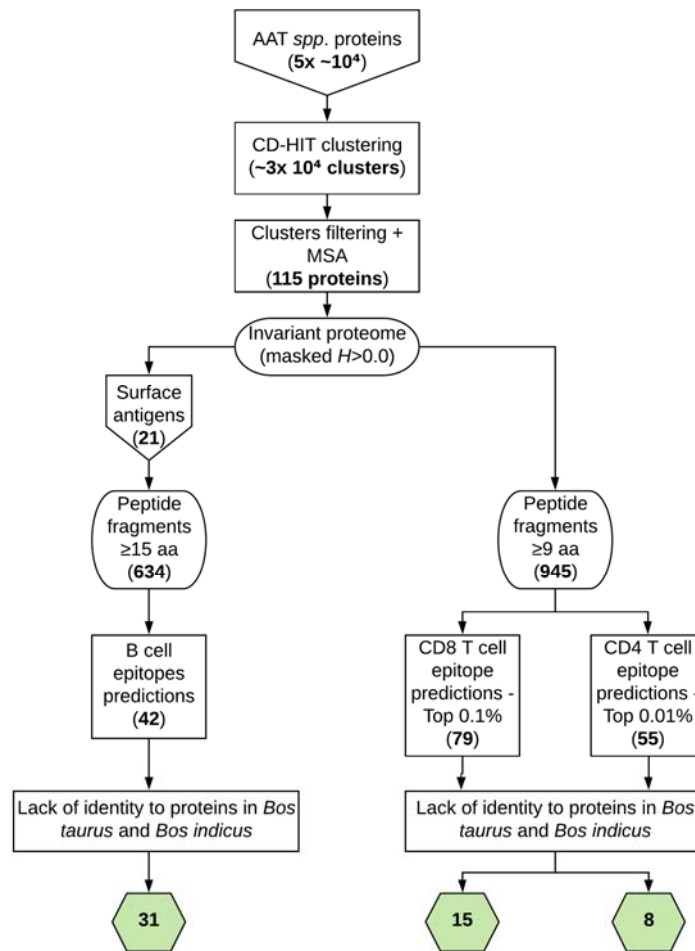 AAT spp. proteins
(5x ~10⁴)
CD-HIT clustering
(~3x 10⁴ clusters)
Clusters filtering +
MSA
(115 proteins)
Invariant proteome
(masked H>0.0)
Surface
antigens
(21)
Peptide
fragments
≥15 aa
(634)
B cell
epitopes
predictions
(42)
Lack of identity to proteins in Bos
taurus and Bos indicus
31
Peptide
fragments
≥9 aa
(945)
CD8 T cell
epitope
predictions -
Top 0.1%
(79)
CD4 T cell
epitope
predictions -
Top 0.01%
(55)
Lack of identity to proteins in Bos
taurus and Bos indicus
15
8